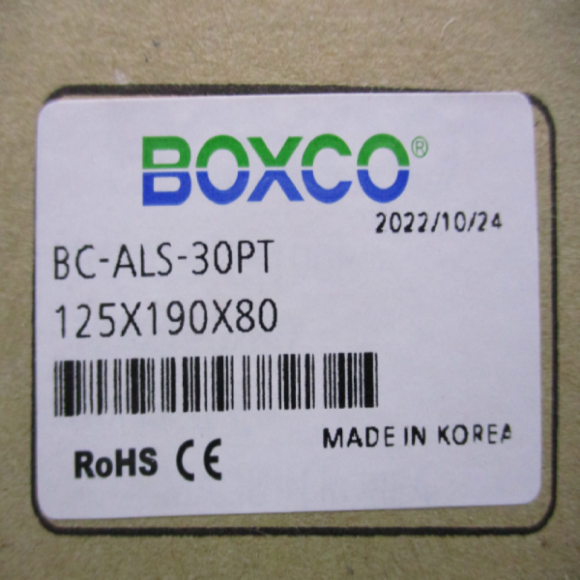 BOXCO®
2022/10/24
BC-ALS-30PT
125X190X80
MADE IN KOREA
RoHS CE